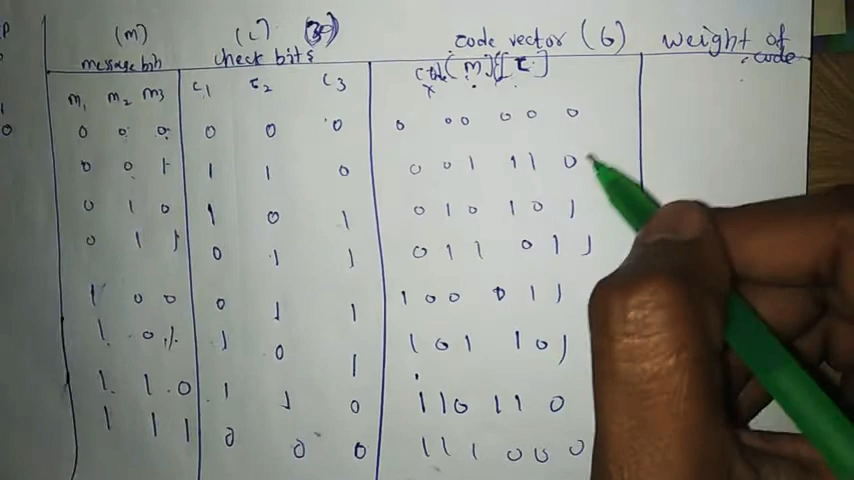 (m) (C) code vector (G) weight of code
message bit check bits [m] [c]
m1 m2 m3 C1 C2 C3
0 0 0 0 0 0 0 0 0 0 0 0
0 0 1 1 1 0 0 0 1 1 1 0
0 1 0 1 0 1 0 1 0 1 0 1
0 1 1 0 1 1 0 1 1 0 1 1
1 0 0 0 1 1 1 0 0 0 1 1
1 0 1 1 0 1 1 0 1 1 0 1
1 1 0 1 1 0 1 1 0 1 1 0
1 1 1 0 0 0 1 1 1 0 0 0